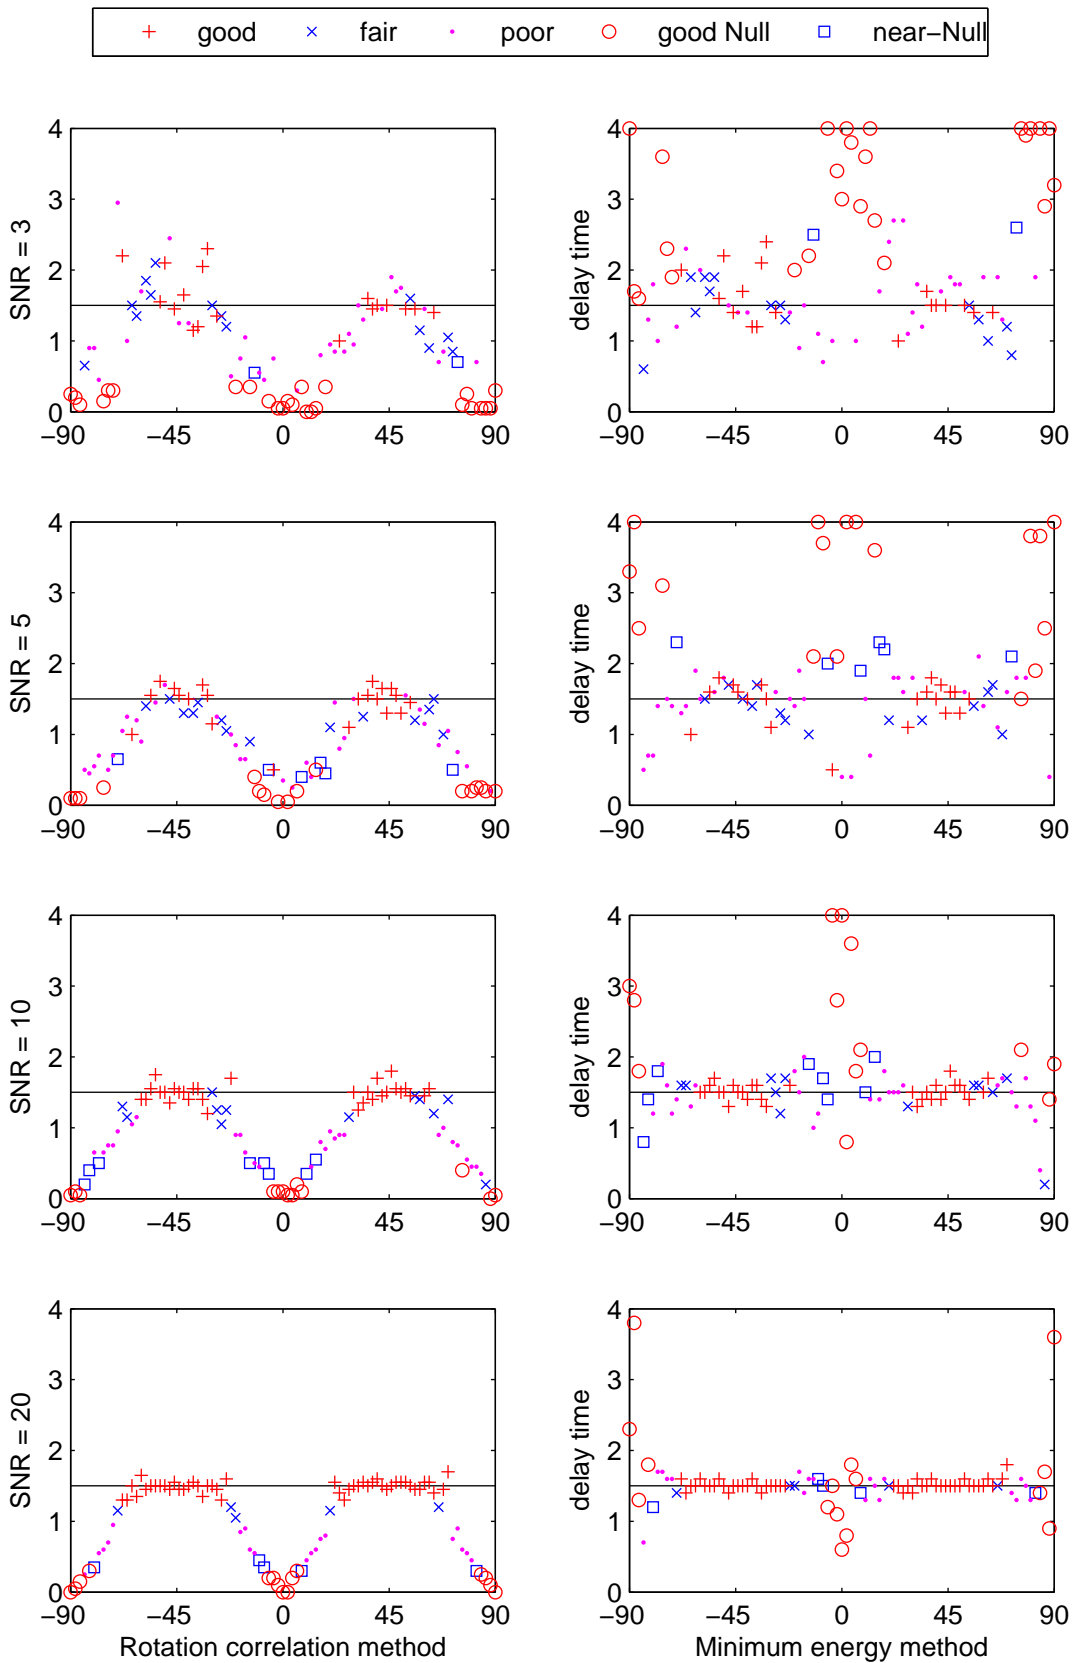 good fair poor good Null near−Null
4
3
2
1
0
−90 −45 0 45 90
SNR = 3
4
3
2
1
0
−90 −45 0 45 90
delay time
4
3
2
1
0
−90 −45 0 45 90
SNR = 5
4
3
2
1
0
−90 −45 0 45 90
delay time
4
3
2
1
0
−90 −45 0 45 90
SNR = 10
4
3
2
1
0
−90 −45 0 45 90
delay time
4
3
2
1
0
−90 −45 0 45 90
SNR = 20
Rotation correlation method
4
3
2
1
0
−90 −45 0 45 90
delay time
Minimum energy method